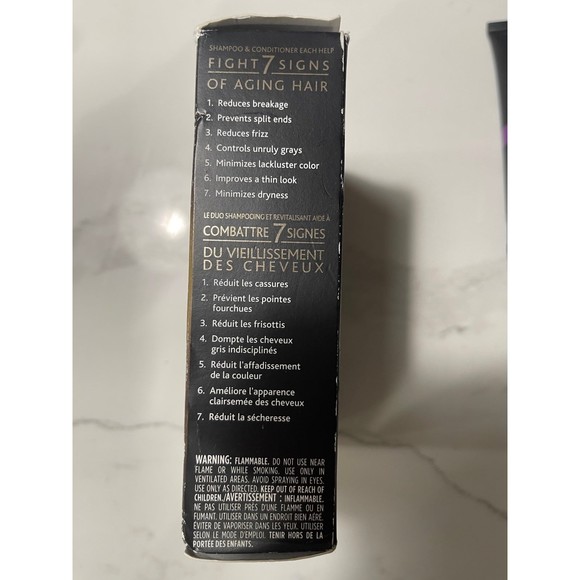 SHAMPOO & CONDITIONER EACH HELP
FIGHT 7 SIGNS
OF AGING HAIR
1. Reduces breakage
2. Prevents split ends
3. Reduces frizz
4. Controls unruly grays
5. Minimizes lackluster color
6. Improves a thin look
7. Minimizes dryness
LE DUO SHAMPOOING ET REVITALISANT AIDE À
COMBATTRE 7 SIGNES
DU VIEILLISSEMENT
DES CHEVEUX
1. Réduit les cassures
2. Prévient les pointes
fourchues
3. Réduit les frisottis
4. Dompte les cheveux
gris indisciplinés
5. Réduit l'affadissement
de la couleur
6. Améliore l'apparence
clairsemée des cheveux
7. Réduit la sécheresse
WARNING: FLAMMABLE. DO NOT USE NEAR
FLAME OR WHILE SMOKING. USE ONLY IN
VENTILATED AREAS. AVOID SPRAYING IN EYES.
USE ONLY AS DIRECTED. KEEP OUT OF REACH OF
CHILDREN./AVERTISSEMENT : INFLAMMABLE.
NE PAS UTILISER PRÈS D'UNE FLAMME OU EN
FUMANT. UTILISER DANS UN ENDROIT BIEN AÉRÉ.
ÉVITER DE VAPORISER DANS LES YEUX. UTILISER
SELON LE MODE D'EMPLOI. TENIR HORS DE LA
PORTÉE DES ENFANTS.